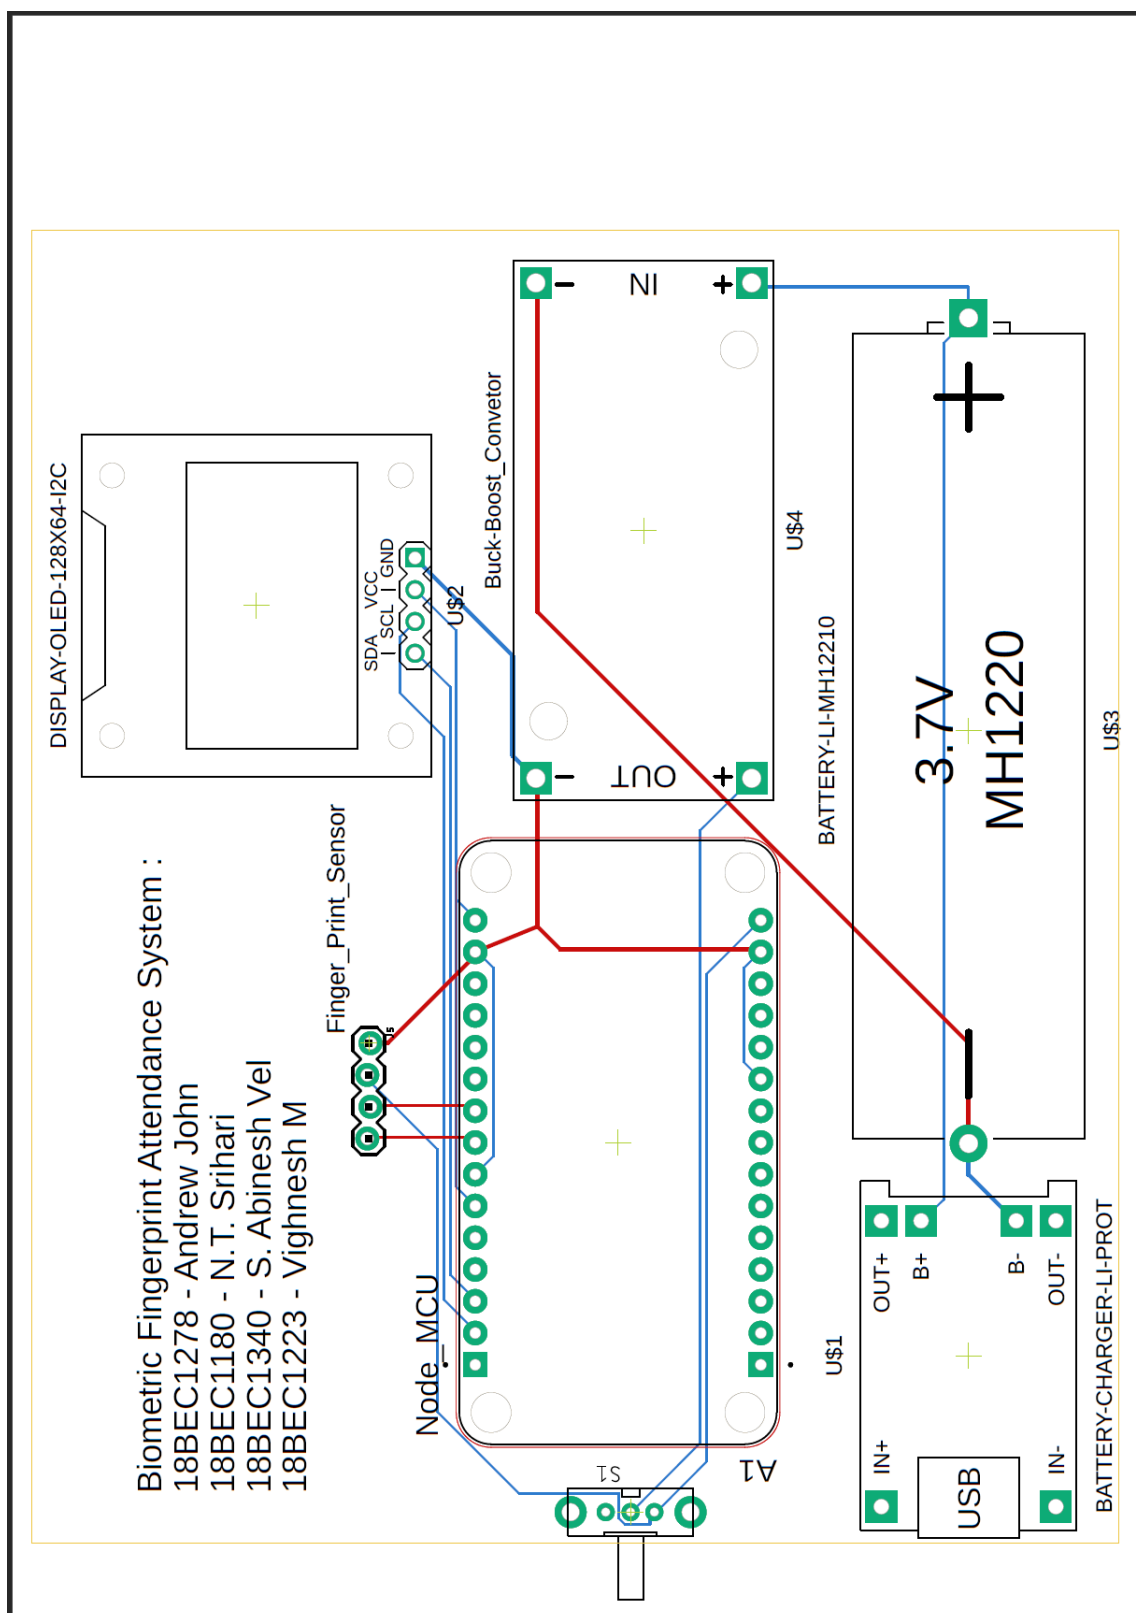 Biometric Fingerprint Attendance System :
18BEC1278 - Andrew John
18BEC1180 - N.T. Srihari
18BEC1340 - S. Abinesh Vel
18BEC1223 - Vighnesh M
DISPLAY-OLED-128X64-I2C
SDA
SCL
VCC
GND
U$2
Finger_Print_Sensor
Buck-Boost_Convetor
IN
- +
OUT
- +
U$4
BATTERY-LI-MH12210
3.7V
MH1220
U$3
Node_MCU
A1
S1
U$1
OUT+
B+
B-
OUT-
IN+
IN-
USB
BATTERY-CHARGER-LI-PROT